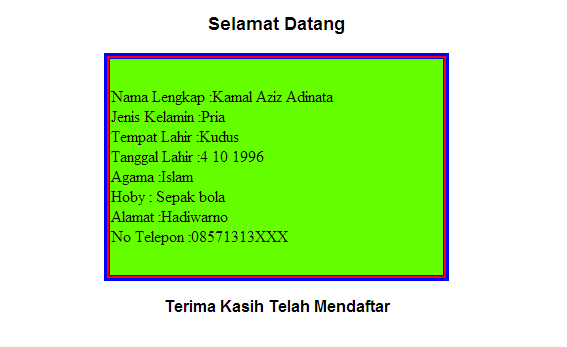 Selamat Datang
Nama Lengkap :Kamal Aziz Adinata
Jenis Kelamin :Pria
Tempat Lahir :Kudus
Tanggal Lahir :4 10 1996
Agama :Islam
Hoby : Sepak bola
Alamat :Hadiwarno
No Telepon :08571313XXX
Terima Kasih Telah Mendaftar